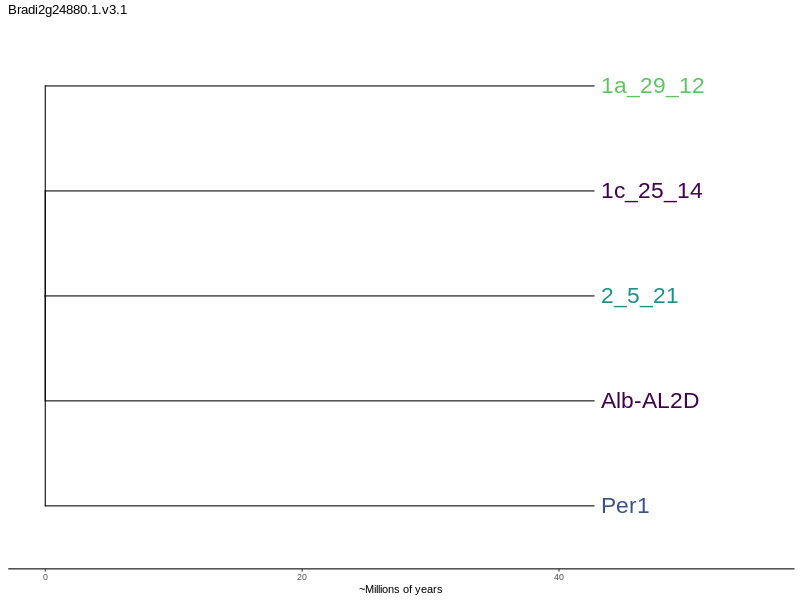 Bradi2g24880.1.v3.1
1a_29_12
1c_25_14
2_5_21
Alb-AL2D
Per1
0 20 40
~Millions of years